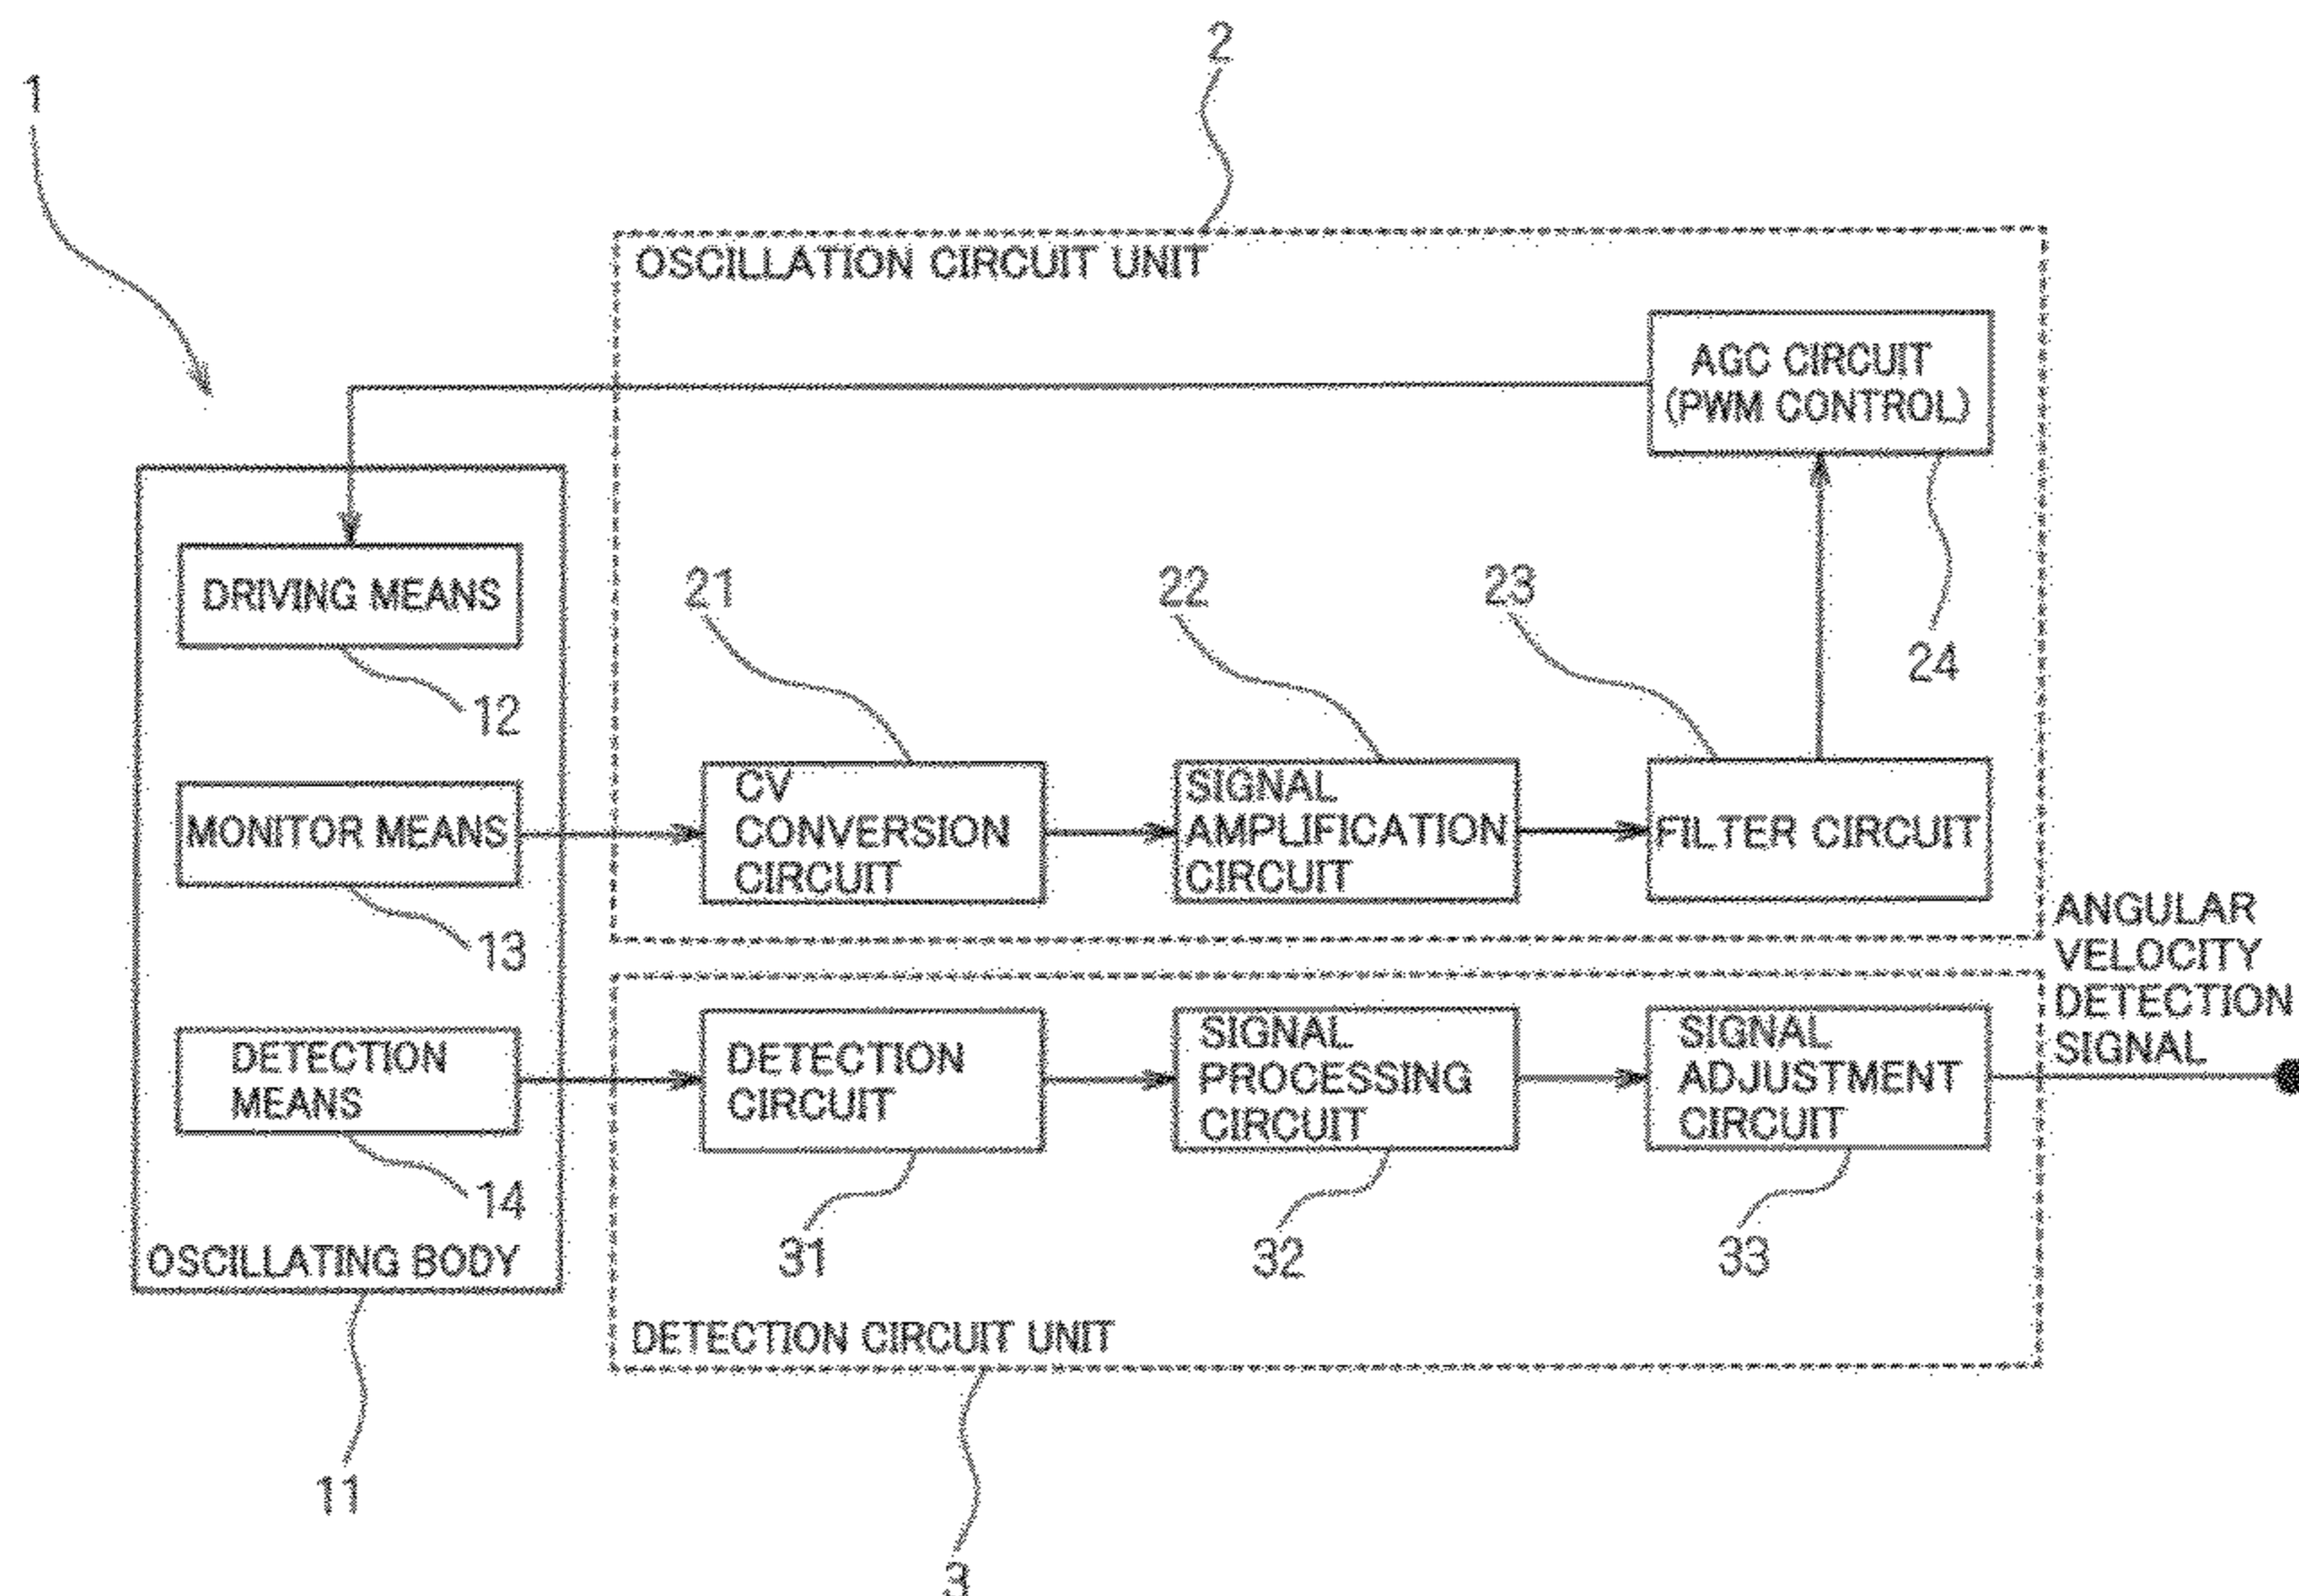 2
1
OSCILLATION CIRCUIT UNIT
AGC CIRCUIT
(PWM CONTROL)
24
DRIVING MEANS
12
21
22
23
MONITOR MEANS
13
CV
CONVERSION
CIRCUIT
SIGNAL
AMPLIFICATION
CIRCUIT
FILTER CIRCUIT
ANGULAR
VELOCITY
DETECTION
SIGNAL
DETECTION
MEANS
14
DETECTION
CIRCUIT
SIGNAL
PROCESSING
CIRCUIT
SIGNAL
ADJUSTMENT
CIRCUIT
31
32
33
OSCILLATING BODY
DETECTION CIRCUIT UNIT
11
3